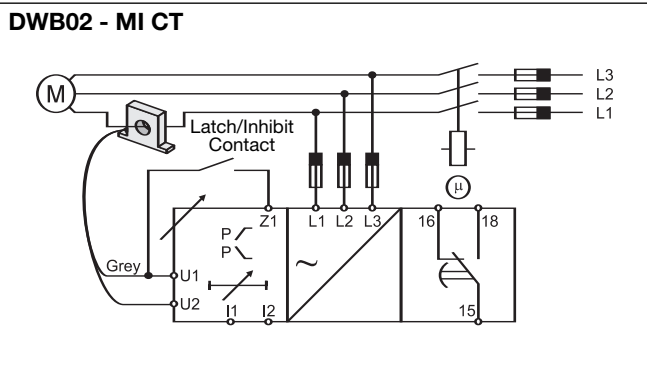 DWB02 - MI CT
L3
L2
L1
M
Latch/Inhibit
Contact
μ
Z1
L1
L2
L3
16
18
P
P
~
Grey
U1
U2
I1
I2
15